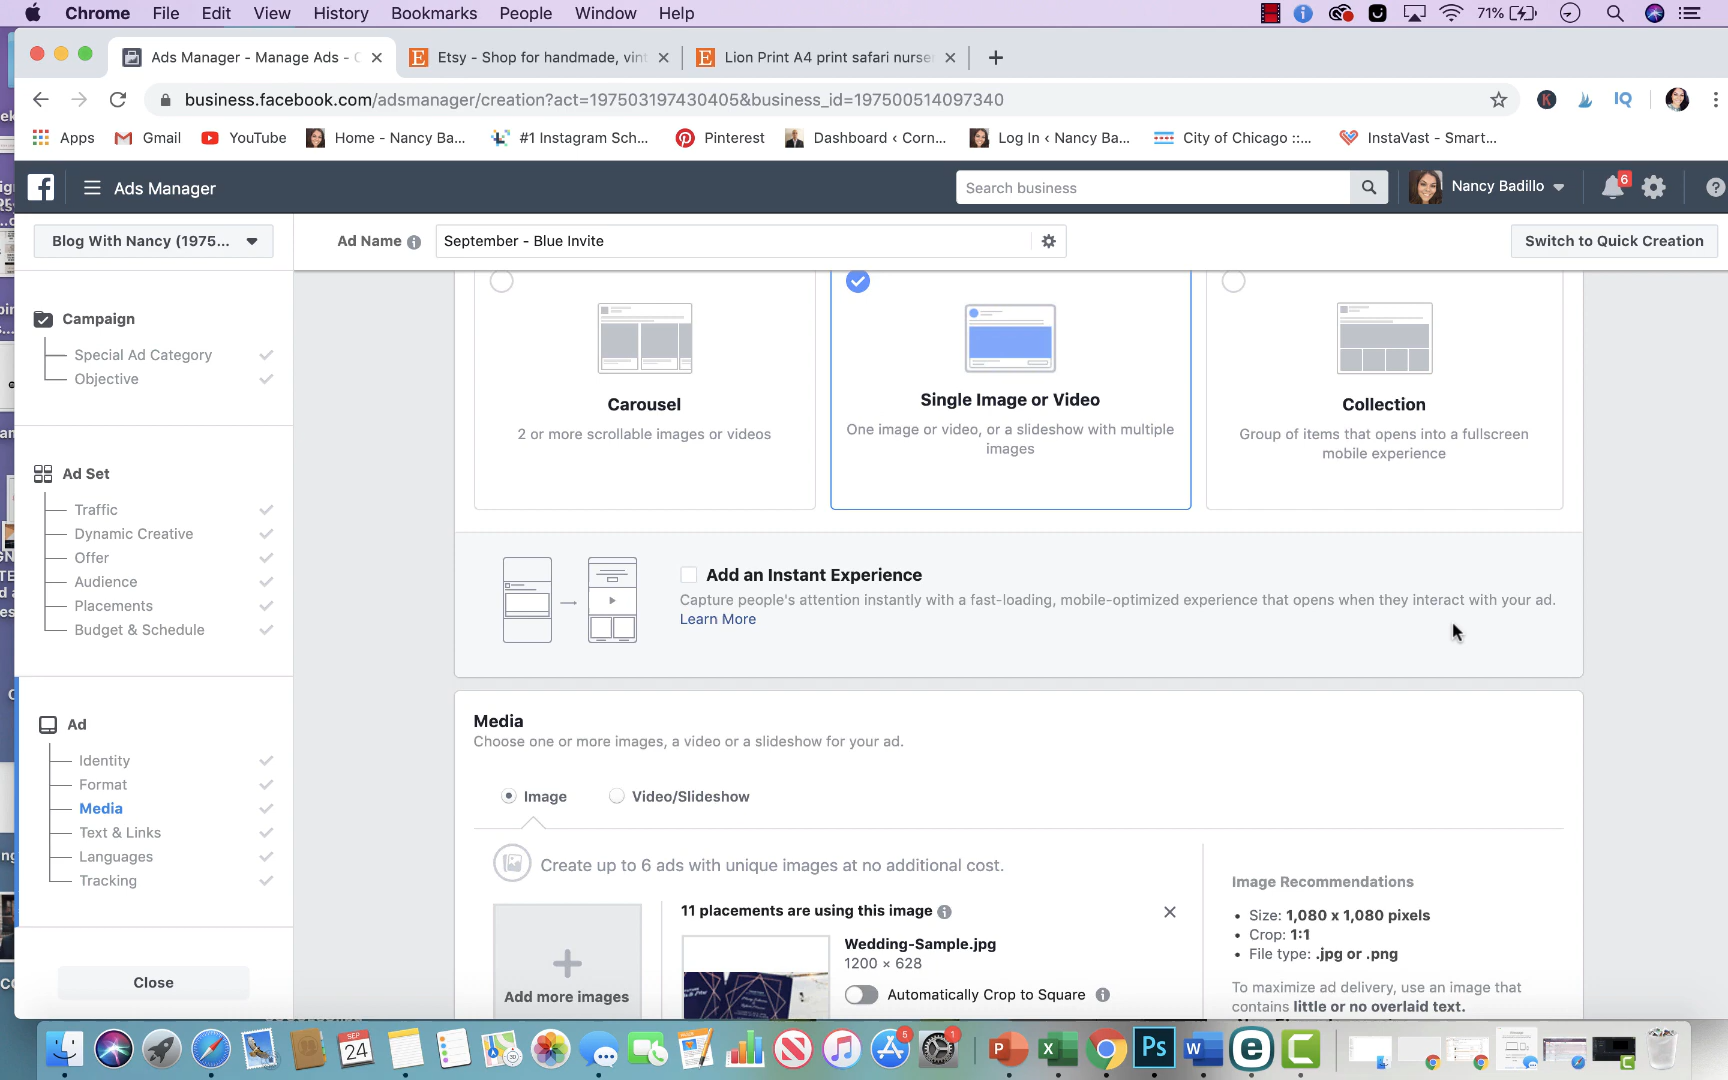 Chrome File Edit View History Bookmarks People Window Help 71%
Ads Manager - Manage Ads - Etsy - Shop for handmade, vint Lion Print A4 print safari nurse
business.facebook.com/adsmanager/creation?act=197503197430405&business_id=197500514097340
Apps Gmail YouTube Home - Nancy Ba... #1 Instagram Sch... Pinterest Dashboard ‹ Corn... Log In ‹ Nancy Ba... City of Chicago ::... InstaVast - Smart...
Ads Manager Search business Nancy Badillo 6
Blog With Nancy (1975... Ad Name September - Blue Invite Switch to Quick Creation
Campaign
Special Ad Category
Objective
Ad Set
Traffic
Dynamic Creative
Offer
Audience
Placements
Budget & Schedule
Ad
Identity
Format
Media
Text & Links
Languages
Tracking
Close
Carousel
2 or more scrollable images or videos
Single Image or Video
One image or video, or a slideshow with multiple
images
Collection
Group of items that opens into a fullscreen
mobile experience
Add an Instant Experience
Capture people's attention instantly with a fast-loading, mobile-optimized experience that opens when they interact with your ad.
Learn More
Media
Choose one or more images, a video or a slideshow for your ad.
Image Video/Slideshow
Create up to 6 ads with unique images at no additional cost.
Add more images
11 placements are using this image
Wedding-Sample.jpg
1200 × 628
Automatically Crop to Square
Image Recommendations
• Size: 1,080 x 1,080 pixels
• Crop: 1:1
• File type: .jpg or .png
To maximize ad delivery, use an image that
contains little or no overlaid text.
SEP
24
5
1
P X Ps W e C